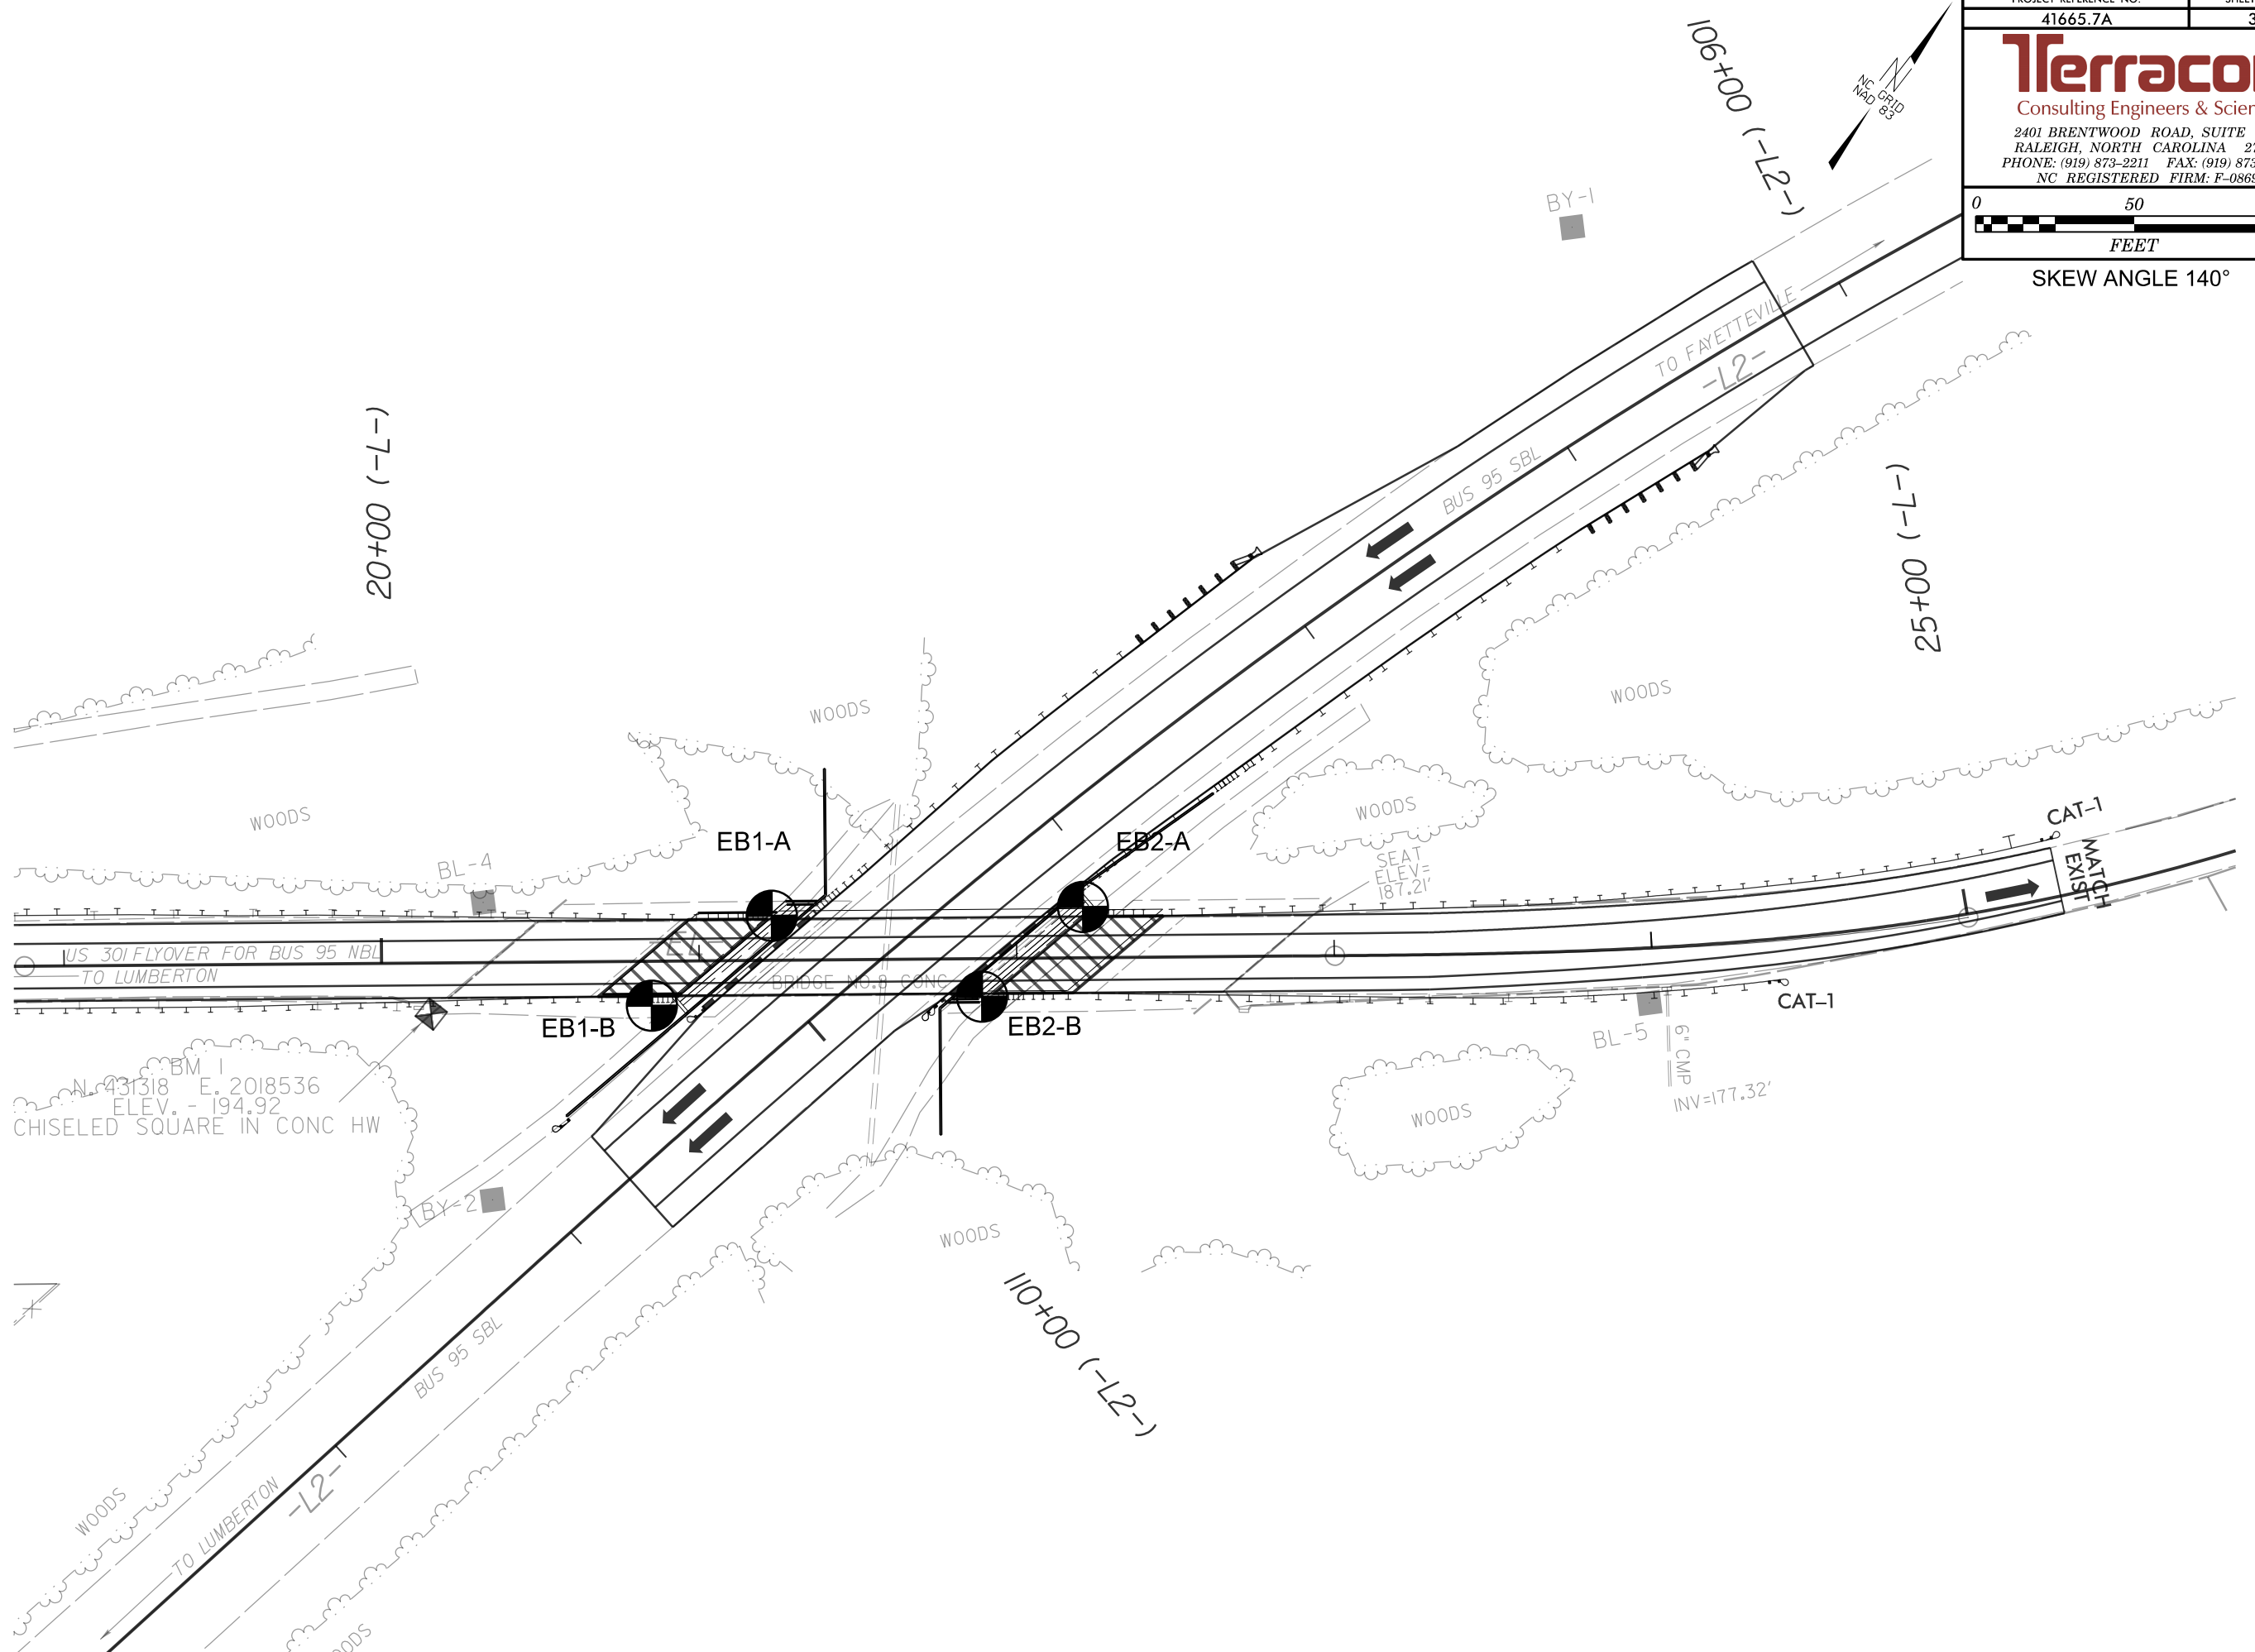 PROJECT REFERENCE NO.
41665.7A
3
Terracon
Consulting Engineers &
2401 BRENTWOOD ROAD, SUITE
RALEIGH, NORTH CAROLINA
PHONE: (919) 873-2211 FAX: (919)
NC REGISTERED FIRM:
0 50
FEET
SKEW ANGLE 140°
NC GRID
NAD 83
N
106+00 (-L2-)
BY-1
TO FAYETTEVILLE
-L2-
BUS 95 SBL
20+00 (-L-)
25+00 (-L-)
WOODS
WOODS
WOODS
WOODS
EB1-A
EB2-A
SEAT
ELEV=
187.21'
CAT-1
MATCH
EXIST
BL-4
US 301 FLYOVER FOR BUS 95 NBL
TO LUMBERTON
-L-
BRIDGE NO.9 CONC
EB1-B
EB2-B
CAT-1
BL-5
6" CMP
INV=177.32'
BM 1
N. 431318 E. 2018536
ELEV. - 194.92
CHISELED SQUARE IN CONC HW
WOODS
BY-2
WOODS
110+00 (-L2-)
BUS 95 SBL
-L2-
WOODS
TO LUMBERTON